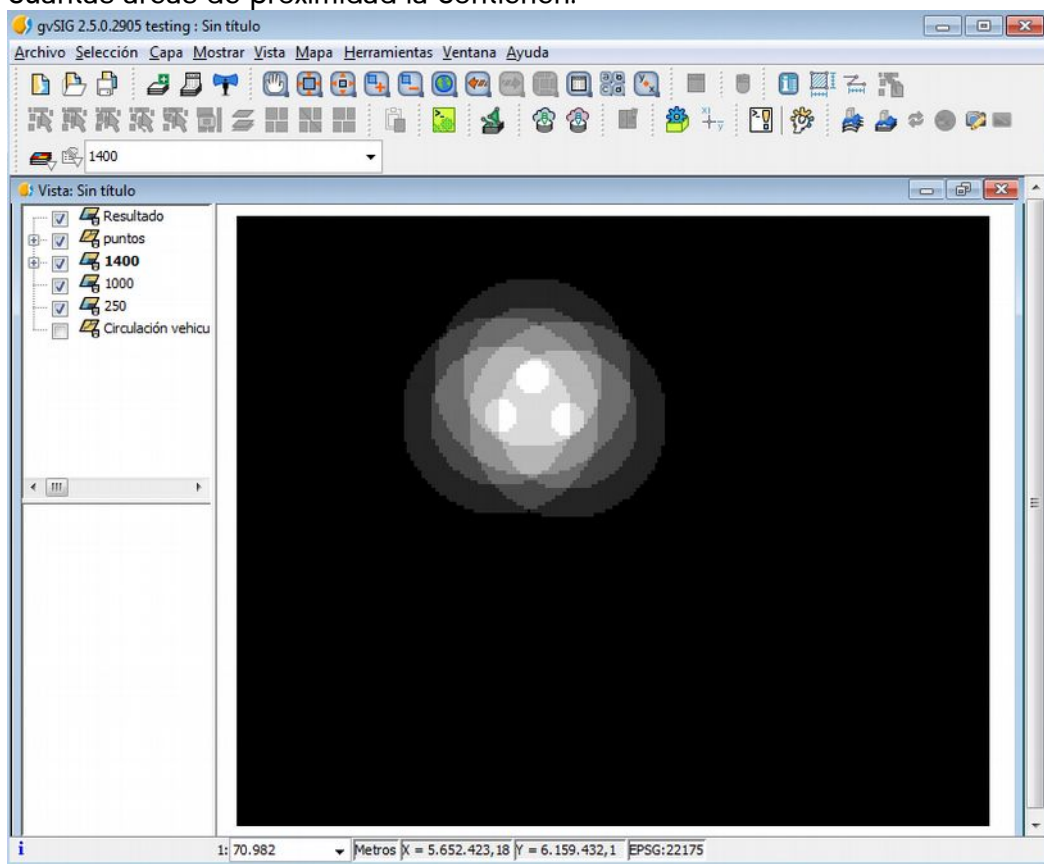 cuántas áreas de proximidad la contienen.
gvSIG 2.5.0.2905 testing : Sin título
Archivo Selección Capa Mostrar Vista Mapa Herramientas Ventana Ayuda
1400
Vista: Sin título
Resultado
puntos
1400
1000
250
Circulación vehicu
1: 70.982 Metros X = 5.652.423,18 Y = 6.159.432,1 EPSG:22175